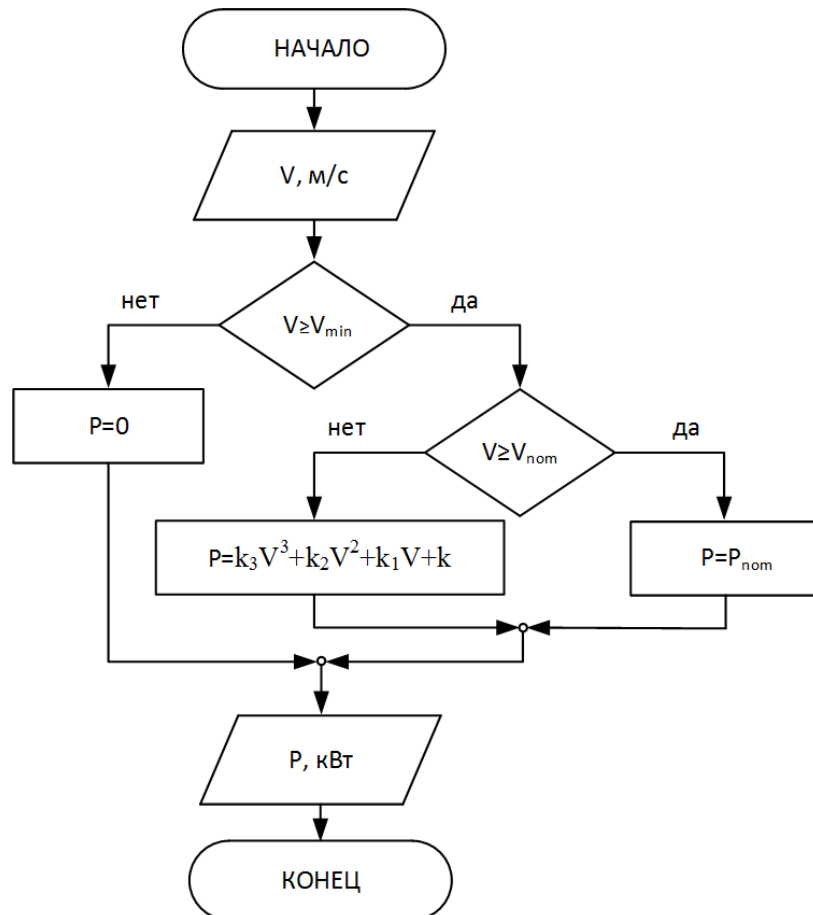 НАЧАЛО
V, м/с
нет
да
V≥Vmin
P=0
нет
да
V≥Vnom
P=k₃V³+k₂V²+k₁V+k
P=Pnom
P, кВт
КОНЕЦ